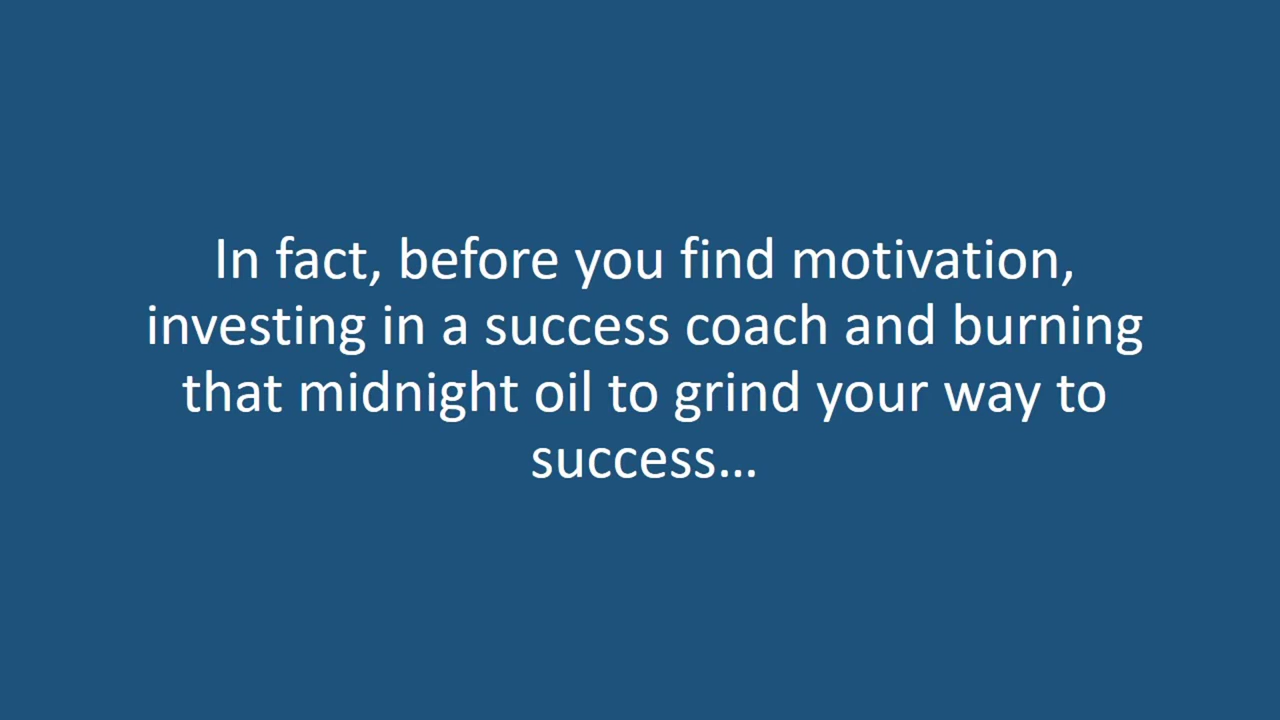 In fact, before you find motivation,
investing in a success coach and burning
that midnight oil to grind your way to
success…